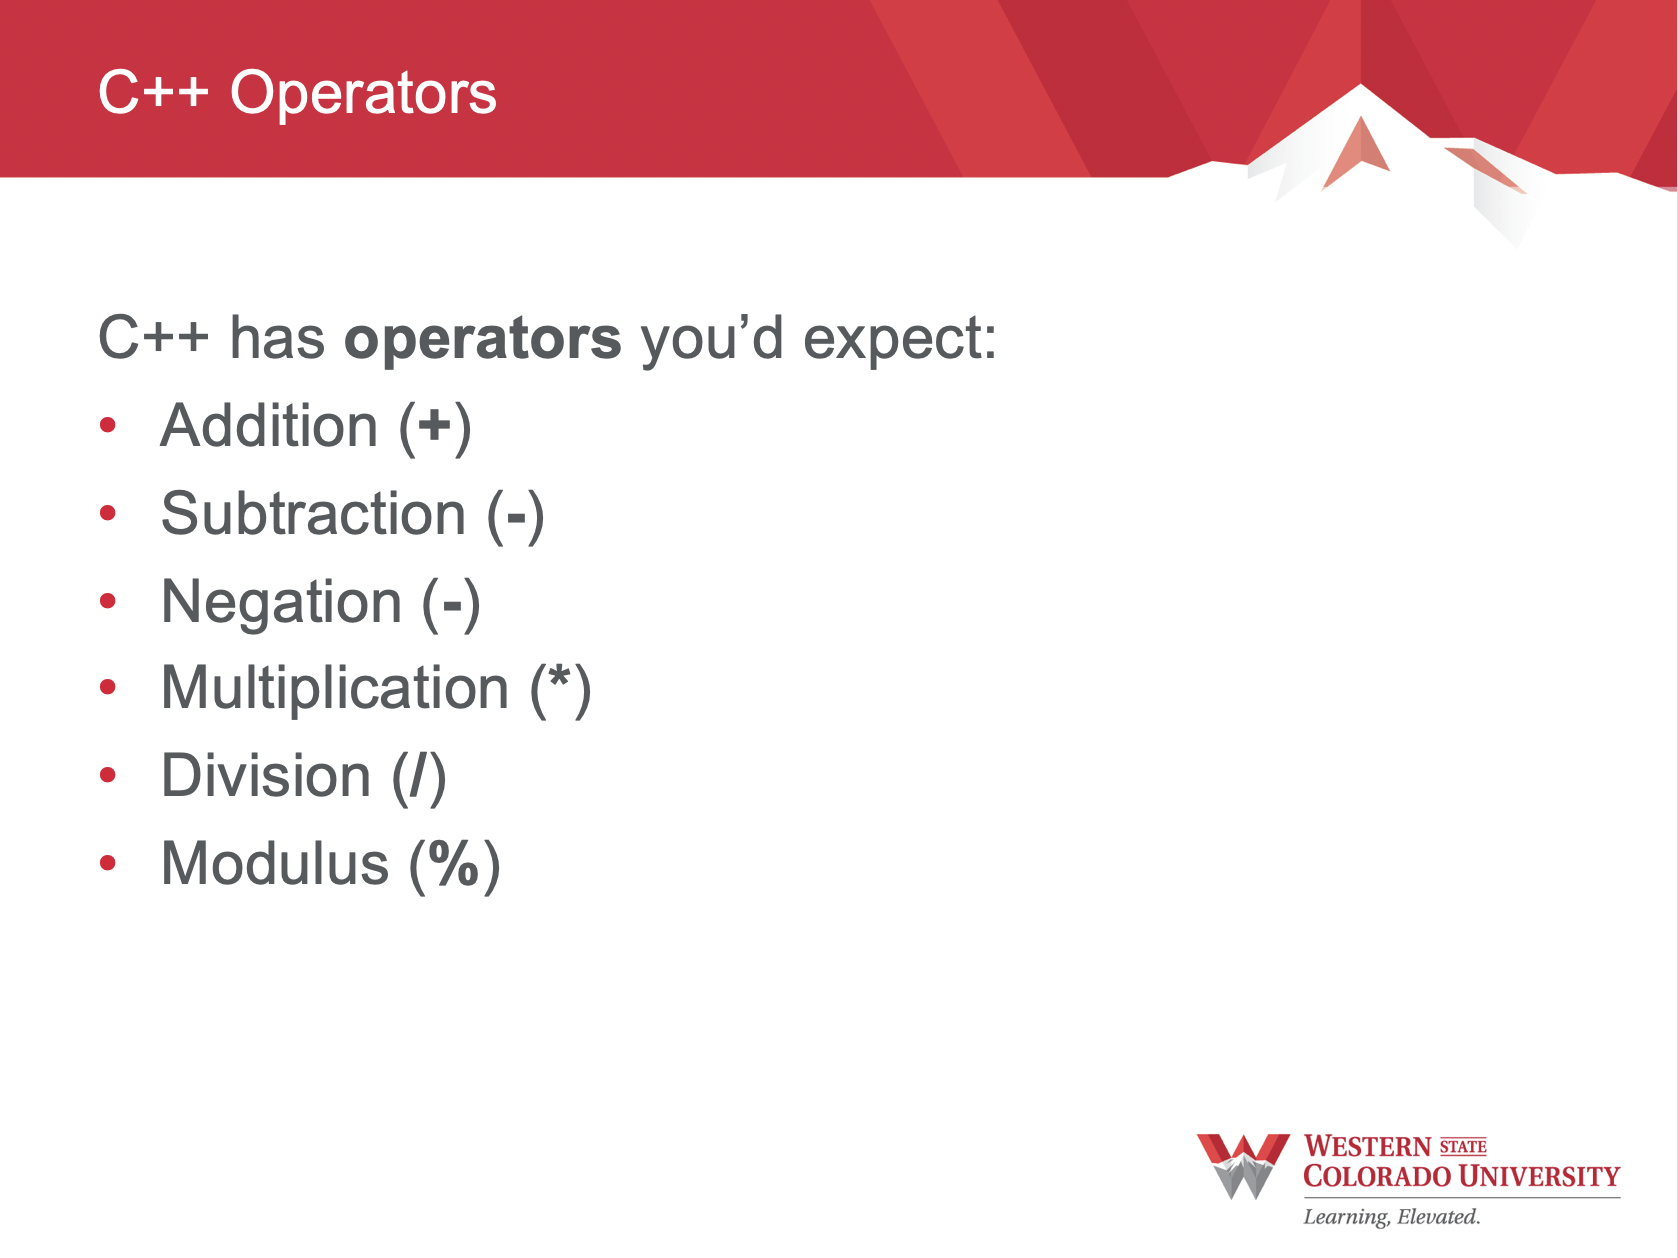 C++ Operators
C++ has operators you’d expect:
• Addition (+)
• Subtraction (-)
• Negation (-)
• Multiplication (*)
• Division (/)
• Modulus (%)
WESTERN STATE
COLORADO UNIVERSITY
Learning, Elevated.